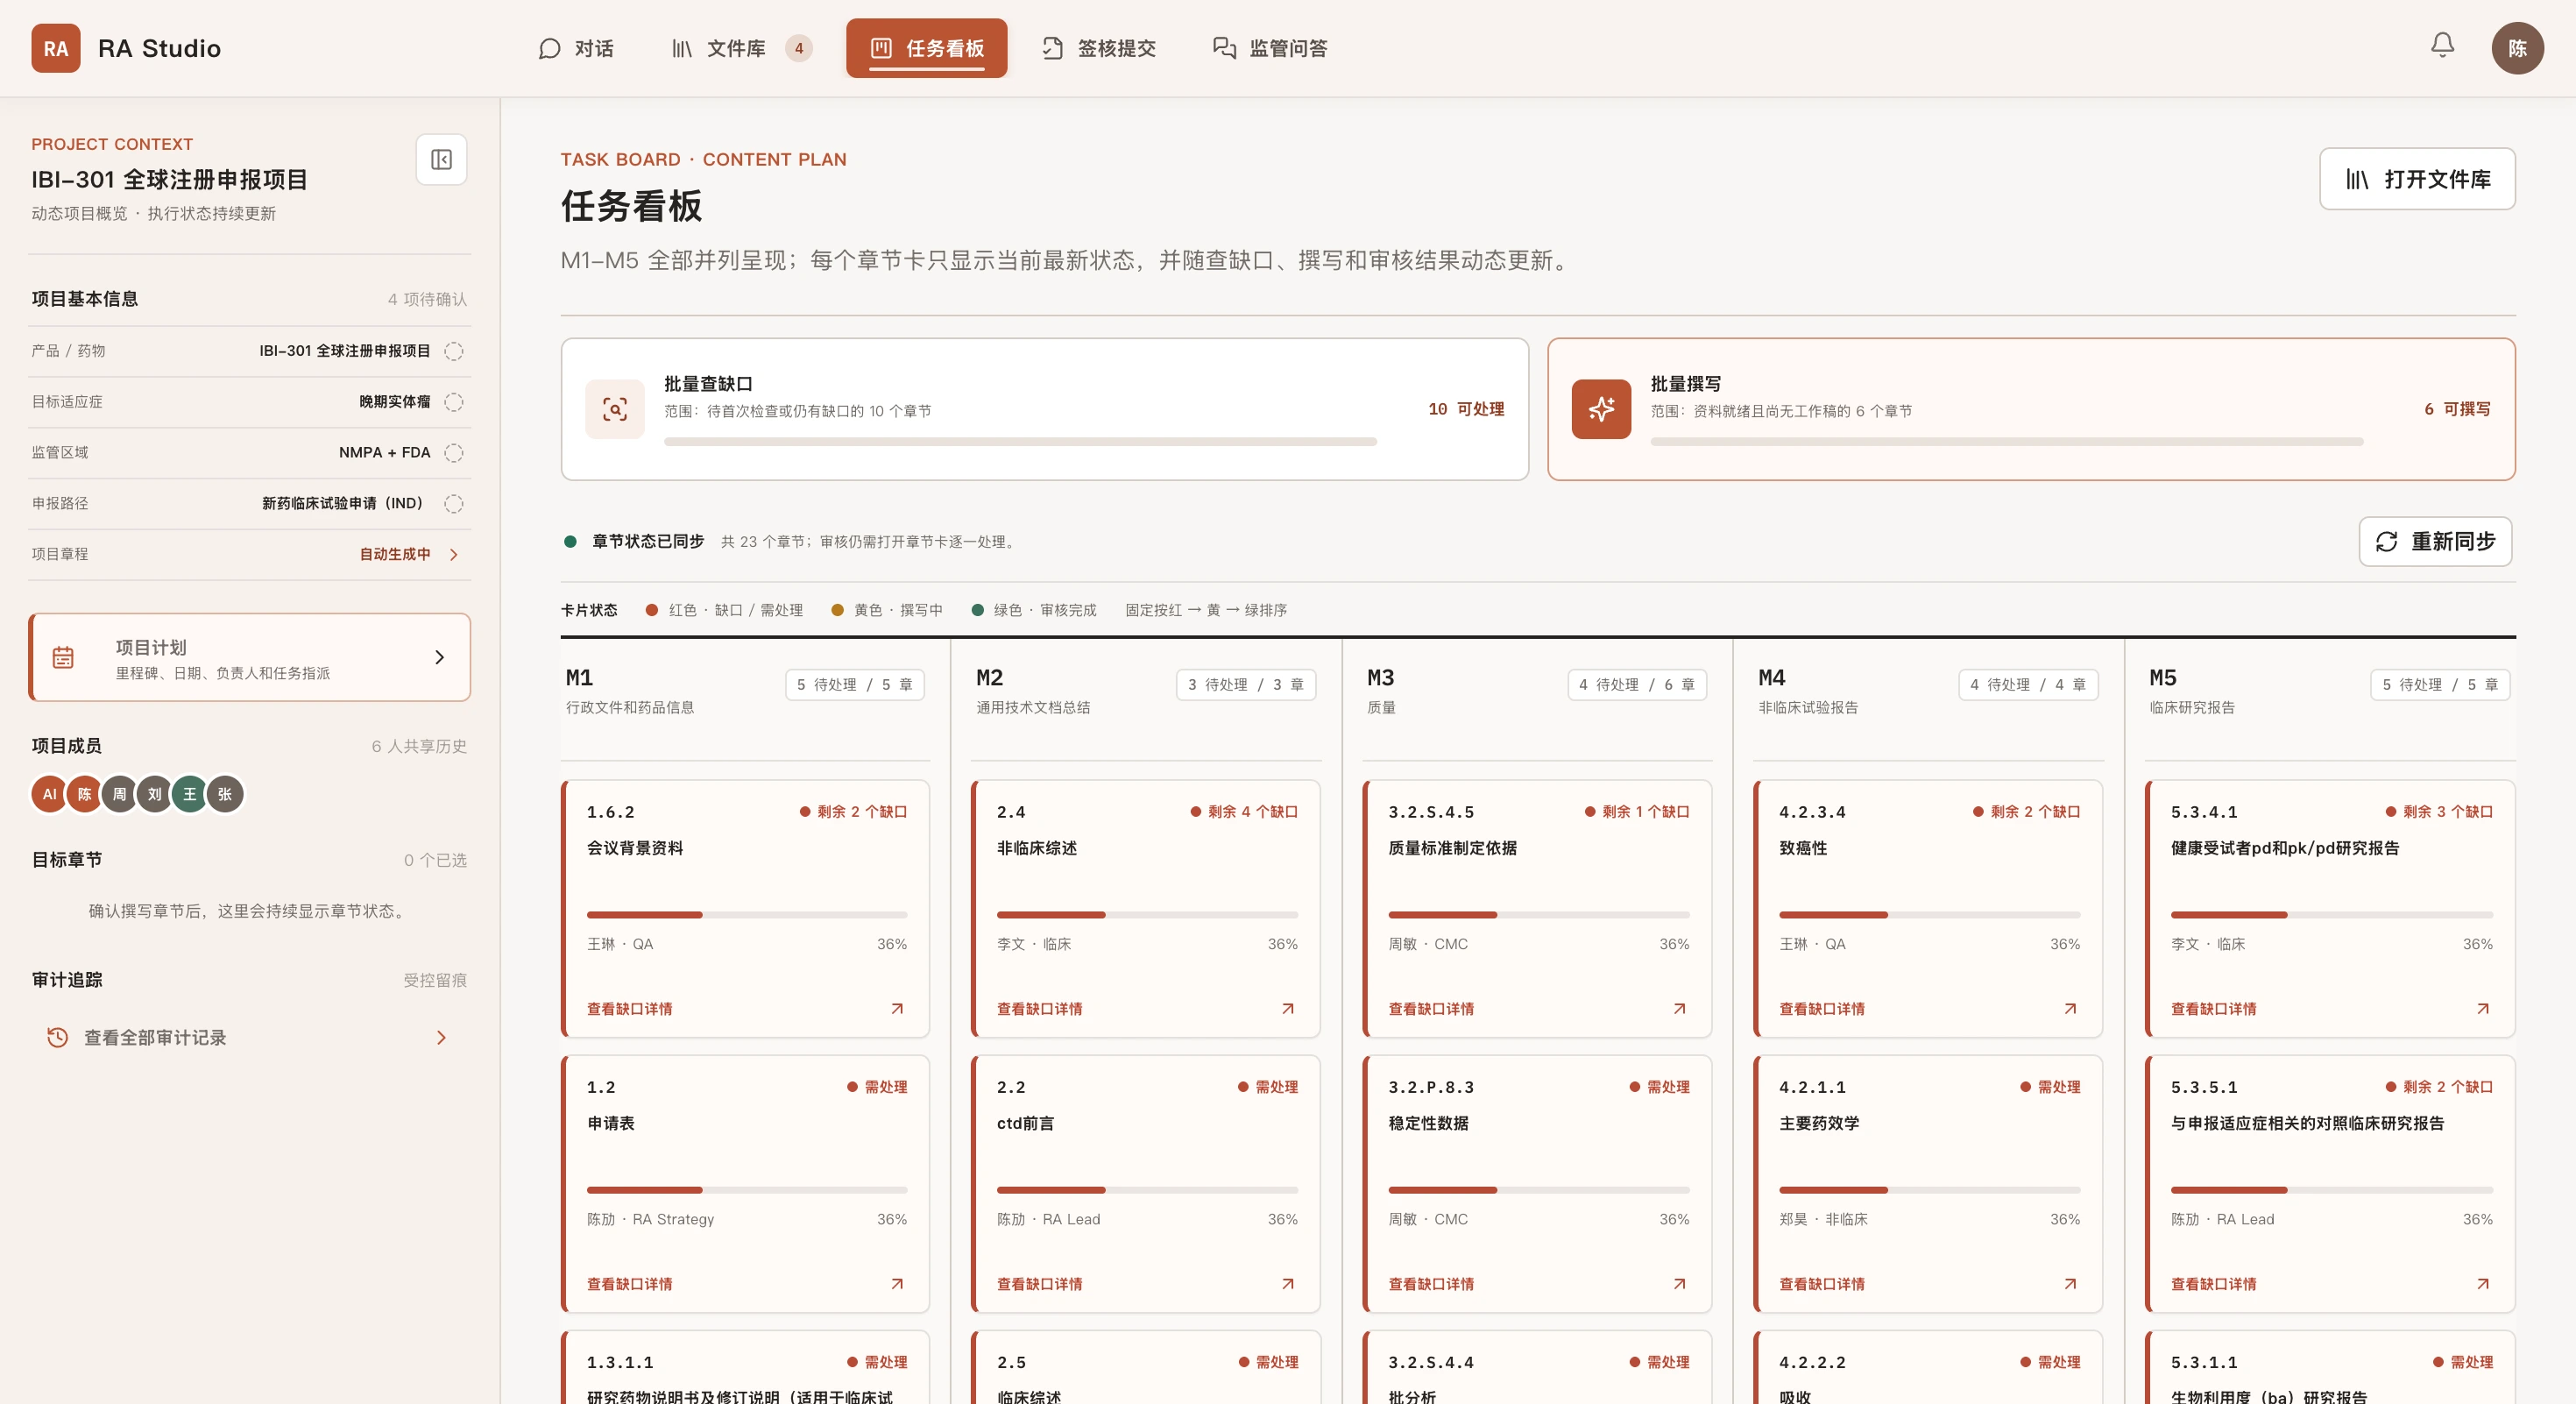 RA RA Studio 对话 文件库 4 任务看板 签核提交 监管问答 陈
PROJECT CONTEXT
IBI-301 全球注册申报项目
动态项目概览 · 执行状态持续更新
项目基本信息 4 项待确认
产品 / 药物 IBI-301 全球注册申报项目
目标适应症 晚期实体瘤
监管区域 NMPA + FDA
申报路径 新药临床试验申请（IND）
项目章程 自动生成中
项目计划
里程碑、日期、负责人和任务指派
项目成员 6 人共享历史
AI 陈 周 刘 王 张
目标章节 0 个已选
确认撰写章节后，这里会持续显示章节状态。
审计追踪 受控留痕
查看全部审计记录
TASK BOARD · CONTENT PLAN
任务看板
打开文件库
M1–M5 全部并列呈现；每个章节卡只显示当前最新状态，并随查缺口、撰写和审核结果动态更新。
批量查缺口
范围：待首次检查或仍有缺口的 10 个章节
10 可处理
批量撰写
范围：资料就绪且尚无工作稿的 6 个章节
6 可撰写
章节状态已同步 共 23 个章节；审核仍需打开章节卡逐一处理。
重新同步
卡片状态 红色 · 缺口 / 需处理 黄色 · 撰写中 绿色 · 审核完成 固定按红 → 黄 → 绿排序
M1
行政文件和药品信息
5 待处理 / 5 章
1.6.2 剩余 2 个缺口
会议背景资料
王琳 · QA 36%
查看缺口详情
1.2 需处理
申请表
陈劢 · RA Strategy 36%
查看缺口详情
1.3.1.1 需处理
研究药物说明书及修订说明（适用于临床试
M2
通用技术文档总结
3 待处理 / 3 章
2.4 剩余 4 个缺口
非临床综述
李文 · 临床 36%
查看缺口详情
2.2 需处理
ctd前言
陈劢 · RA Lead 36%
查看缺口详情
2.5 需处理
临床综述
M3
质量
4 待处理 / 6 章
3.2.S.4.5 剩余 1 个缺口
质量标准制定依据
周敏 · CMC 36%
查看缺口详情
3.2.P.8.3 需处理
稳定性数据
周敏 · CMC 36%
查看缺口详情
3.2.S.4.4 需处理
批分析
M4
非临床试验报告
4 待处理 / 4 章
4.2.3.4 剩余 2 个缺口
致癌性
王琳 · QA 36%
查看缺口详情
4.2.1.1 需处理
主要药效学
郑昊 · 非临床 36%
查看缺口详情
4.2.2.2 需处理
吸收
M5
临床研究报告
5 待处理 / 5 章
5.3.4.1 剩余 3 个缺口
健康受试者pd和pk/pd研究报告
李文 · 临床 36%
查看缺口详情
5.3.5.1 剩余 2 个缺口
与申报适应症相关的对照临床研究报告
陈劢 · RA Lead 36%
查看缺口详情
5.3.1.1 需处理
生物利用度（ba）研究报告